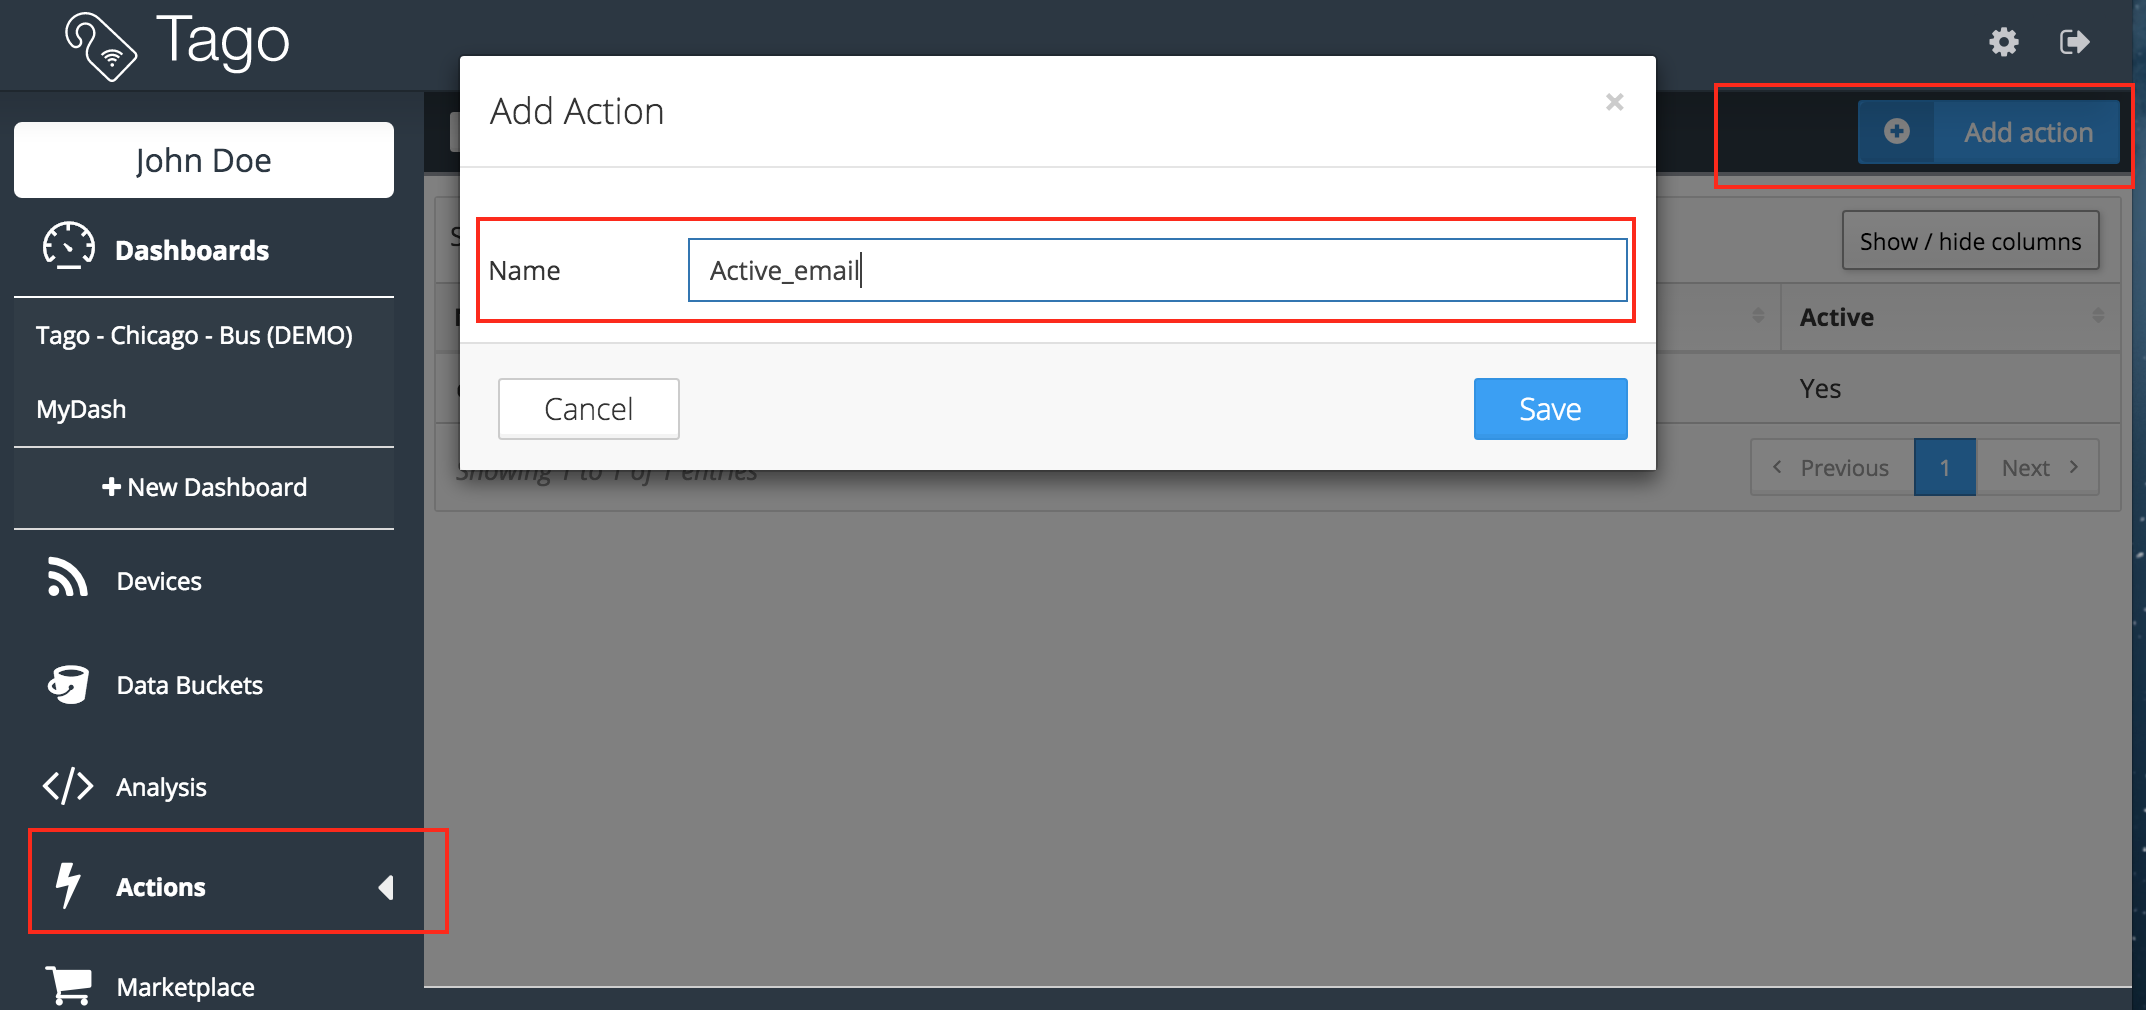 Tago
Add Action
×
Add action
John Doe
Dashboards
Name
Active_email
Show / hide columns
Tago - Chicago - Bus (DEMO)
Active
MyDash
Cancel
Save
Yes
Showing 1 to 1 of 1 entries
Previous
1
Next
+ New Dashboard
Devices
Data Buckets
Analysis
Actions
Marketplace